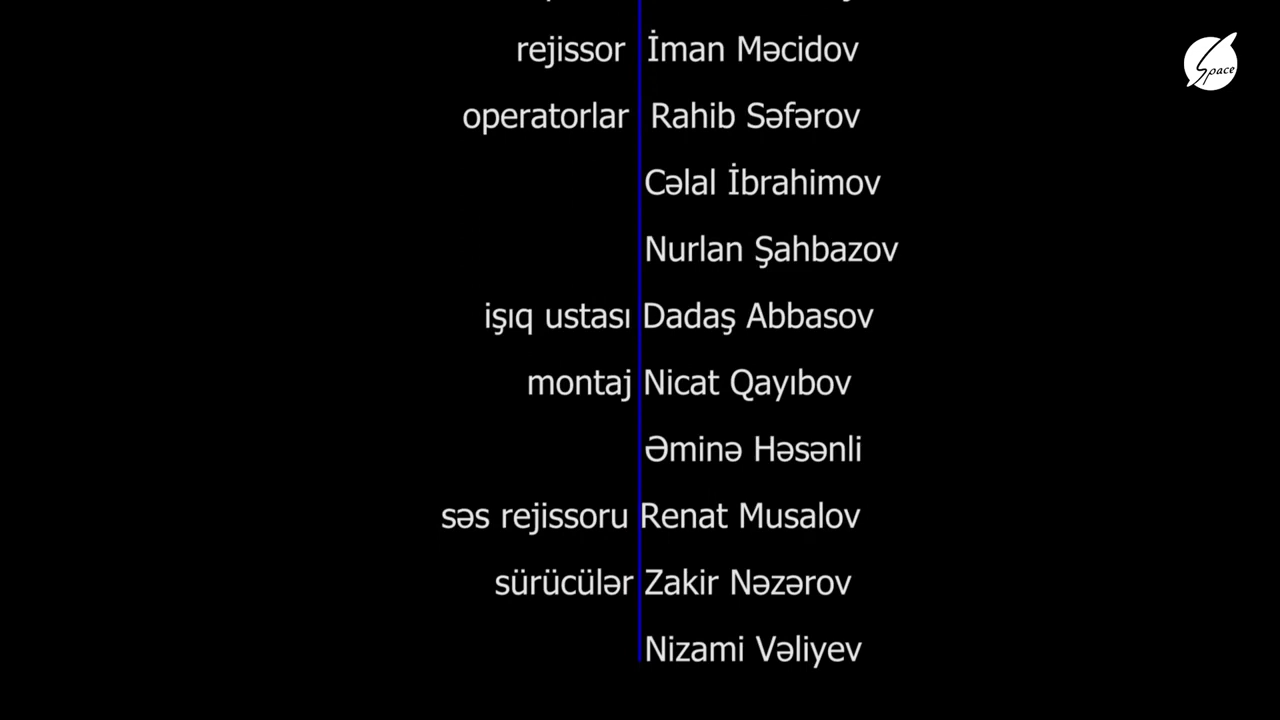 rejissor İman Məcidov
Space
operatorlar Rahib Səfərov
Cəlal İbrahimov
Nurlan Şahbazov
işıq ustası Dadaş Abbasov
montaj Nicat Qayıbov
Əminə Həsənli
səs rejissoru Renat Musalov
sürücülər Zakir Nəzərov
Nizami Vəliyev